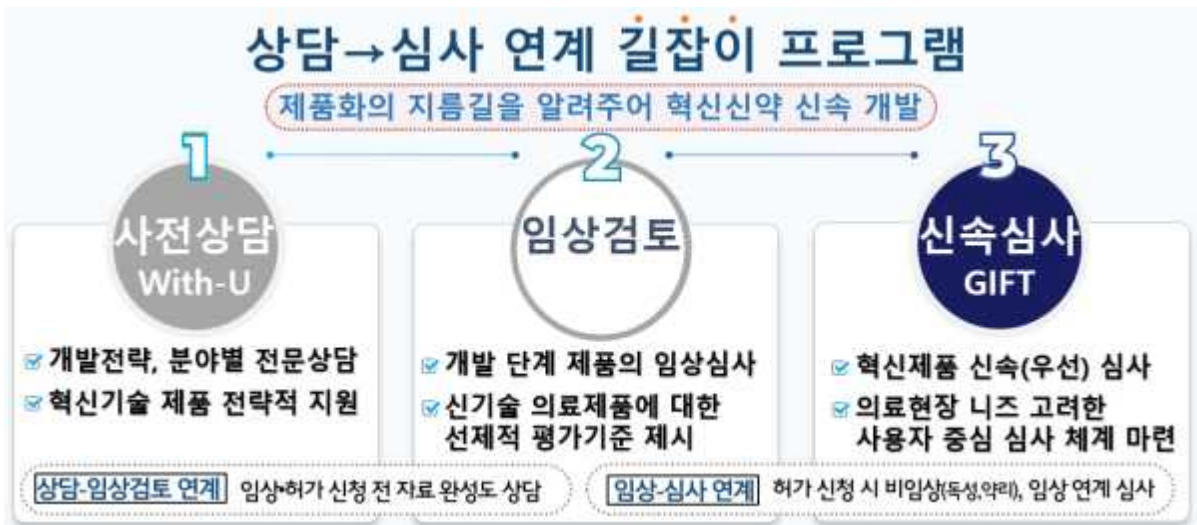 상담→심사 연계 길잡이 프로그램
제품화의 지름길을 알려주어 혁신신약 신속 개발
1
사전상담
With-U
개발전략, 분야별 전문상담
혁신기술 제품 전략적 지원
2
임상검토
개발 단계 제품의 임상심사
신기술 의료제품에 대한
선제적 평가기준 제시
3
신속심사
GIFT
혁신제품 신속(우선) 심사
의료현장 니즈 고려한
사용자 중심 심사 체계 마련
상담-임상검토 연계 임상•허가 신청 전 자료 완성도 상담
임상-심사 연계 허가 신청 시 비임상(독성,약리), 임상 연계 심사